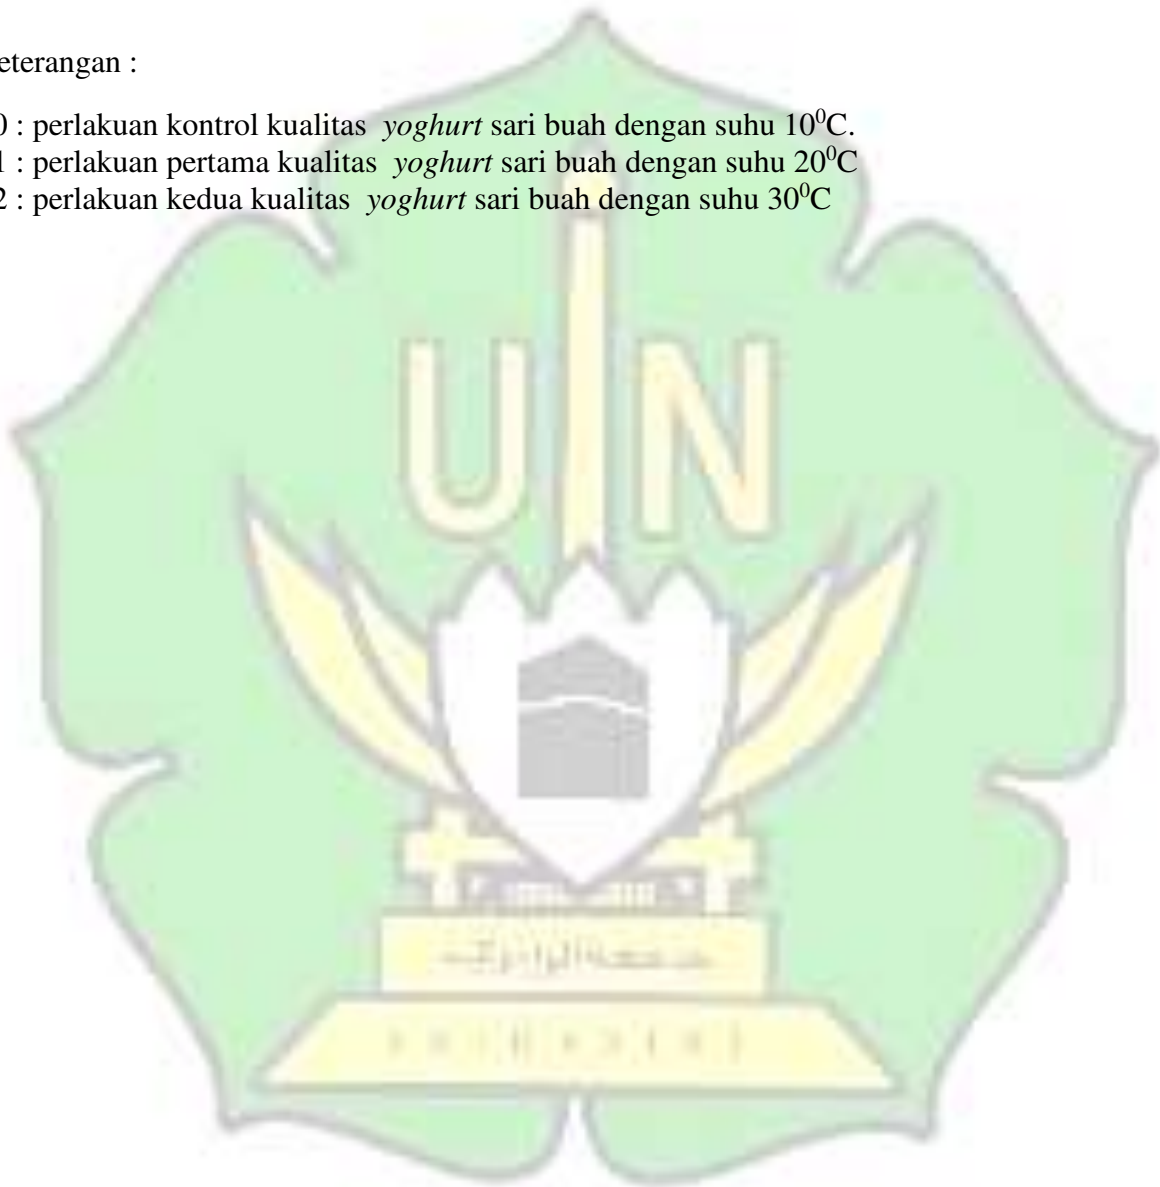 eterangan :
0 : perlakuan kontrol kualitas yoghurt sari buah dengan suhu 10⁰C.
1 : perlakuan pertama kualitas yoghurt sari buah dengan suhu 20⁰C
2 : perlakuan kedua kualitas yoghurt sari buah dengan suhu 30⁰C
UIN